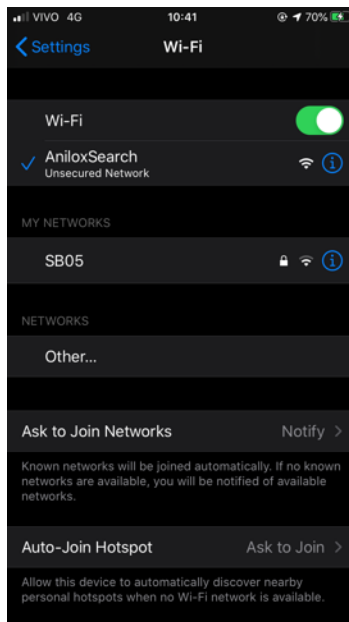 VIVO 4G 10:41 70%
Settings Wi-Fi
Wi-Fi
AniloxSearch
Unsecured Network
MY NETWORKS
SB05
NETWORKS
Other...
Ask to Join Networks Notify
Known networks will be joined automatically. If no known
networks are available, you will be notified of available
networks.
Auto-Join Hotspot Ask to Join
Allow this device to automatically discover nearby
personal hotspots when no Wi-Fi network is available.